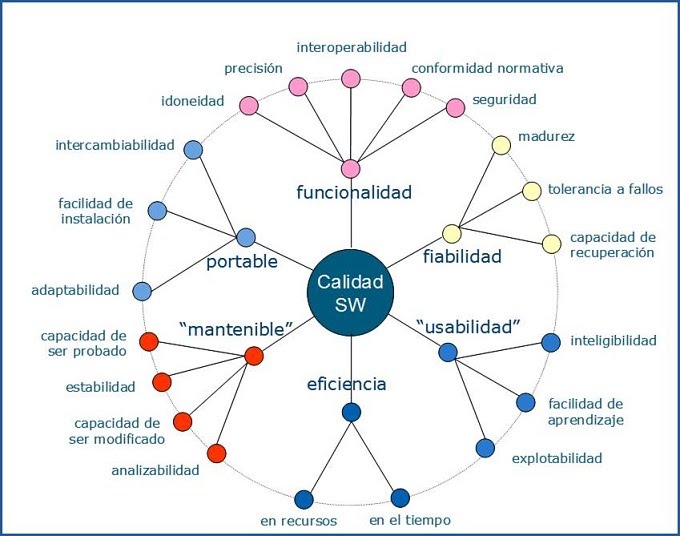 interoperabilidad
precisión
conformidad normativa
idoneidad
seguridad
funcionalidad
madurez
tolerancia a fallos
capacidad de
recuperación
fiabilidad
intercambiabilidad
facilidad de
instalación
adaptabilidad
portable
Calidad
SW
"mantenible"
capacidad de
ser probado
estabilidad
capacidad de
ser modificado
analizabilidad
"usabilidad"
inteligibilidad
facilidad de
aprendizaje
explotabilidad
eficiencia
en recursos
en el tiempo